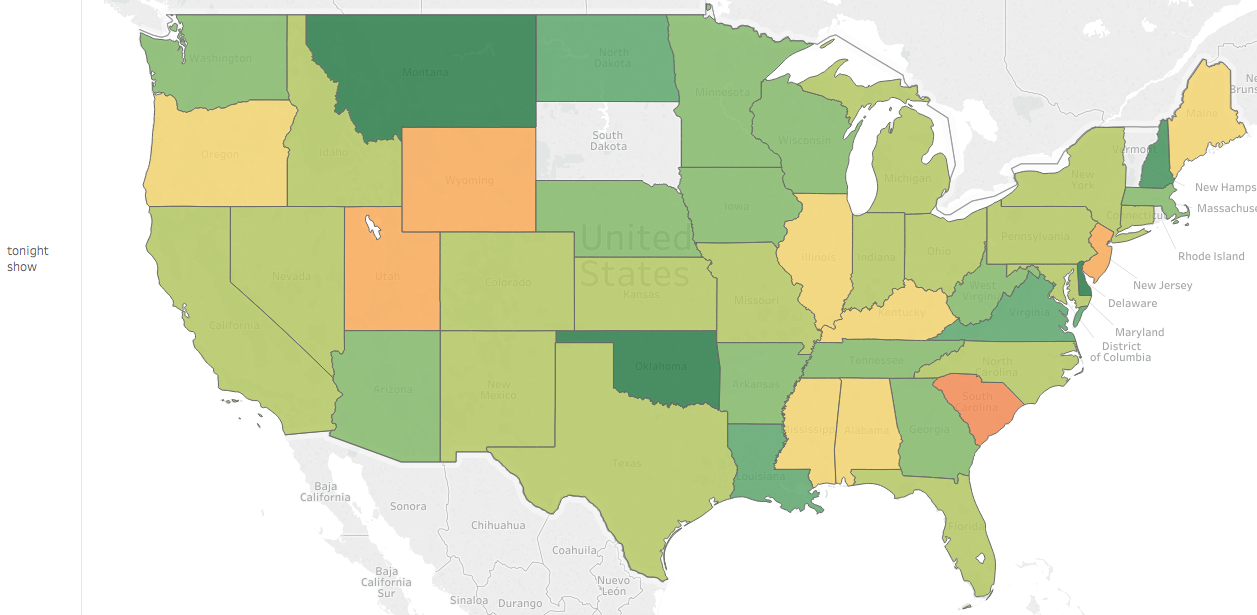 tonight
show
Washington
Montana
North
Dakota
Minnesota
Oregon
Idaho
Wyoming
South
Dakota
Wisconsin
Michigan
Maine
Ne
Bruns
Vermont
New
York
New Hamps
Massachuse
Connecticut
Rhode Island
Iowa
United
States
Nevada
Utah
Colorado
Kansas
Illinois
Indiana
Ohio
Pennsylvania
New Jersey
Delaware
Maryland
District
of Columbia
California
Missouri
Kentucky
West
Virginia
Virginia
Arizona
New
Mexico
Oklahoma
Arkansas
Tennessee
North
Carolina
South
Carolina
Mississippi
Alabama
Georgia
Texas
Louisiana
Florida
Baja
California
Sonora
Chihuahua
Coahuila
Baja
California
Sur
Nuevo
León
Sinaloa
Durango